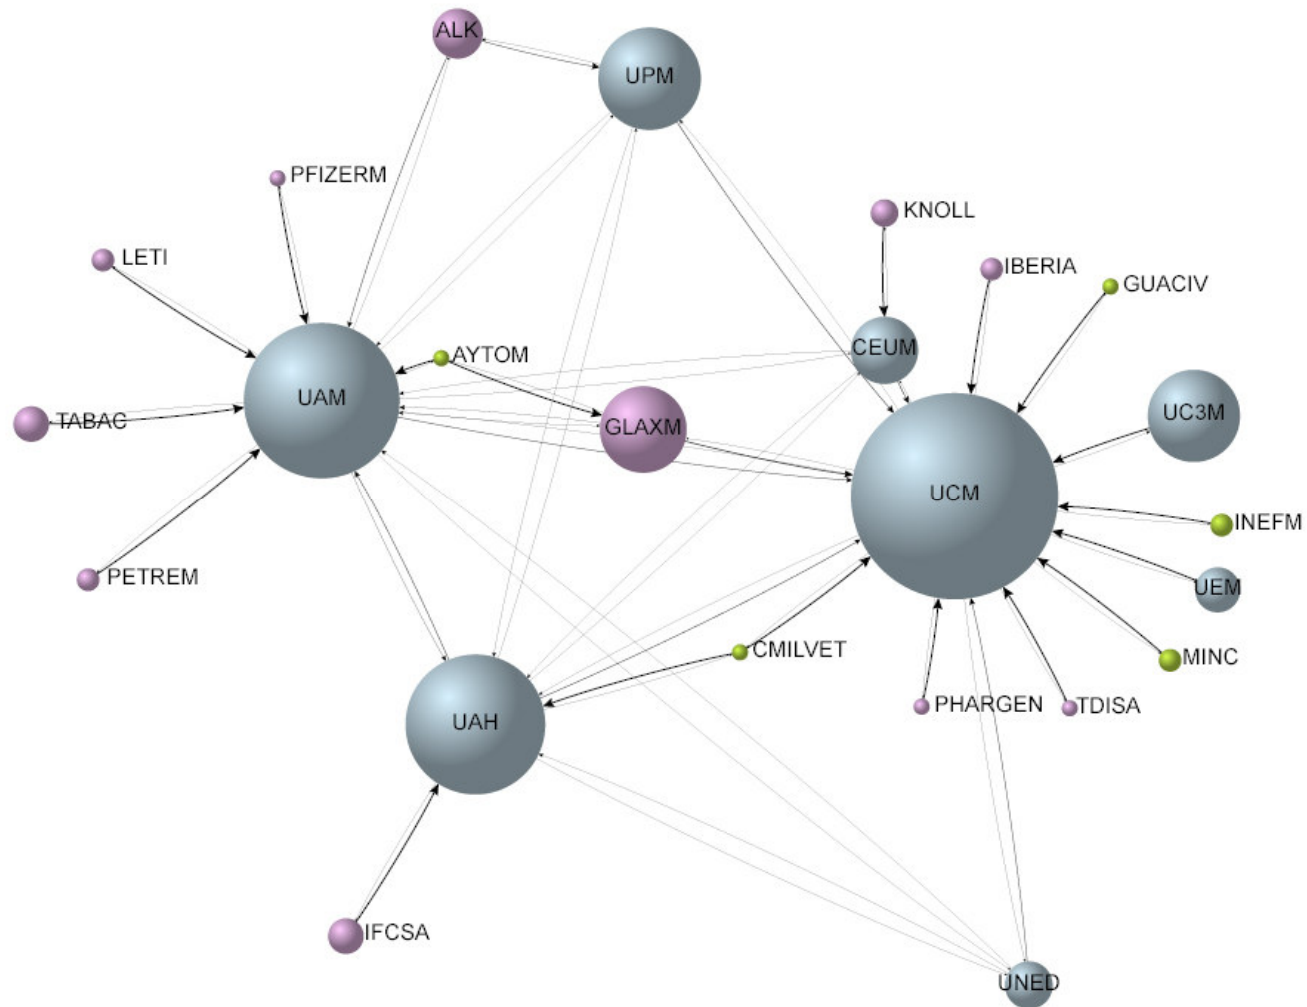 ALK
UPM
PFIZERM
KNOLL
LETI
IBERIA
GUACIV
CEUM
AYTOM
UAM
UC3M
TABAC
GLAXM
UCM
INEFM
PETREM
UEM
CMILVET
MINC
PHARGEN
TDISA
UAH
IFCSA
UNED